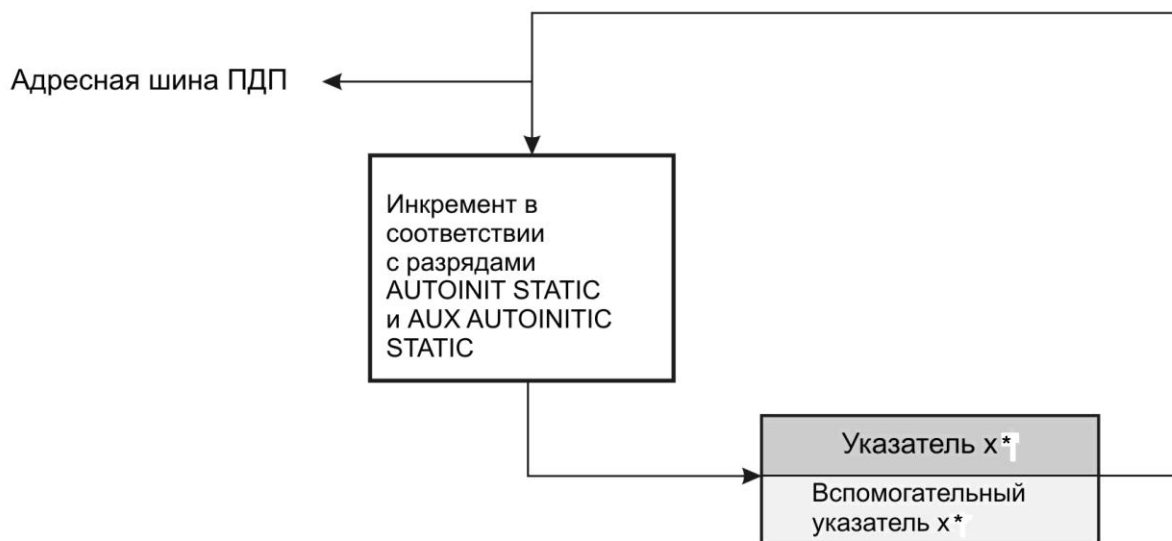 Адресная шина ПДП
Инкремент в
соответствии
с разрядами
AUTOINIT STATIC
и AUX AUTOINITIC
STATIC
Указатель x*
Вспомогательный
указатель x*